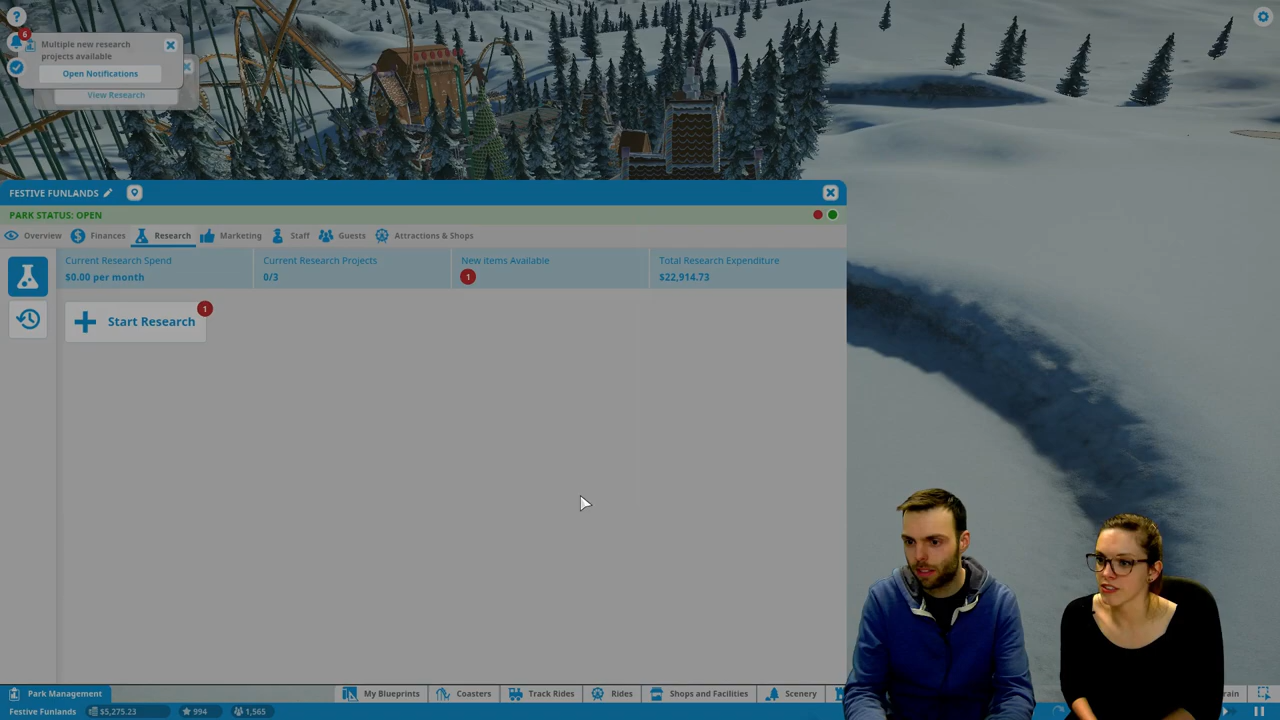 ?
6
Multiple new research
projects available
Open Notifications
View Research
FESTIVE FUNLANDS
PARK STATUS: OPEN
Overview
Finances
Research
Marketing
Staff
Guests
Attractions & Shops
Current Research Spend
$0.00 per month
Current Research Projects
0/3
New items Available
1
Total Research Expenditure
$22,914.73
Start Research
1
Park Management
My Blueprints
Coasters
Track Rides
Rides
Shops and Facilities
Scenery
rain
Festive Funlands
$5,275.23
994
1,565